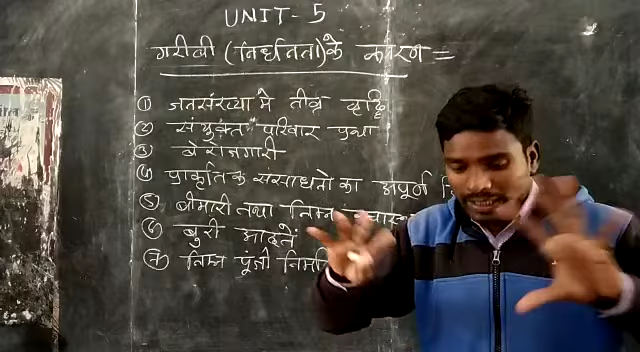 UNIT-5
गरीबी (निर्धनता) के कारण =
① जनसंख्या मे तीव्र वृद्धि
② संयुक्त परिवार प्रथा
③ बेरोजगारी
④ प्राकृतिक संसाधनो का अपूर्ण
⑤ बीमारी तथा निम्न
⑥ बुरी आदतें
⑦ निम्न पूंजी